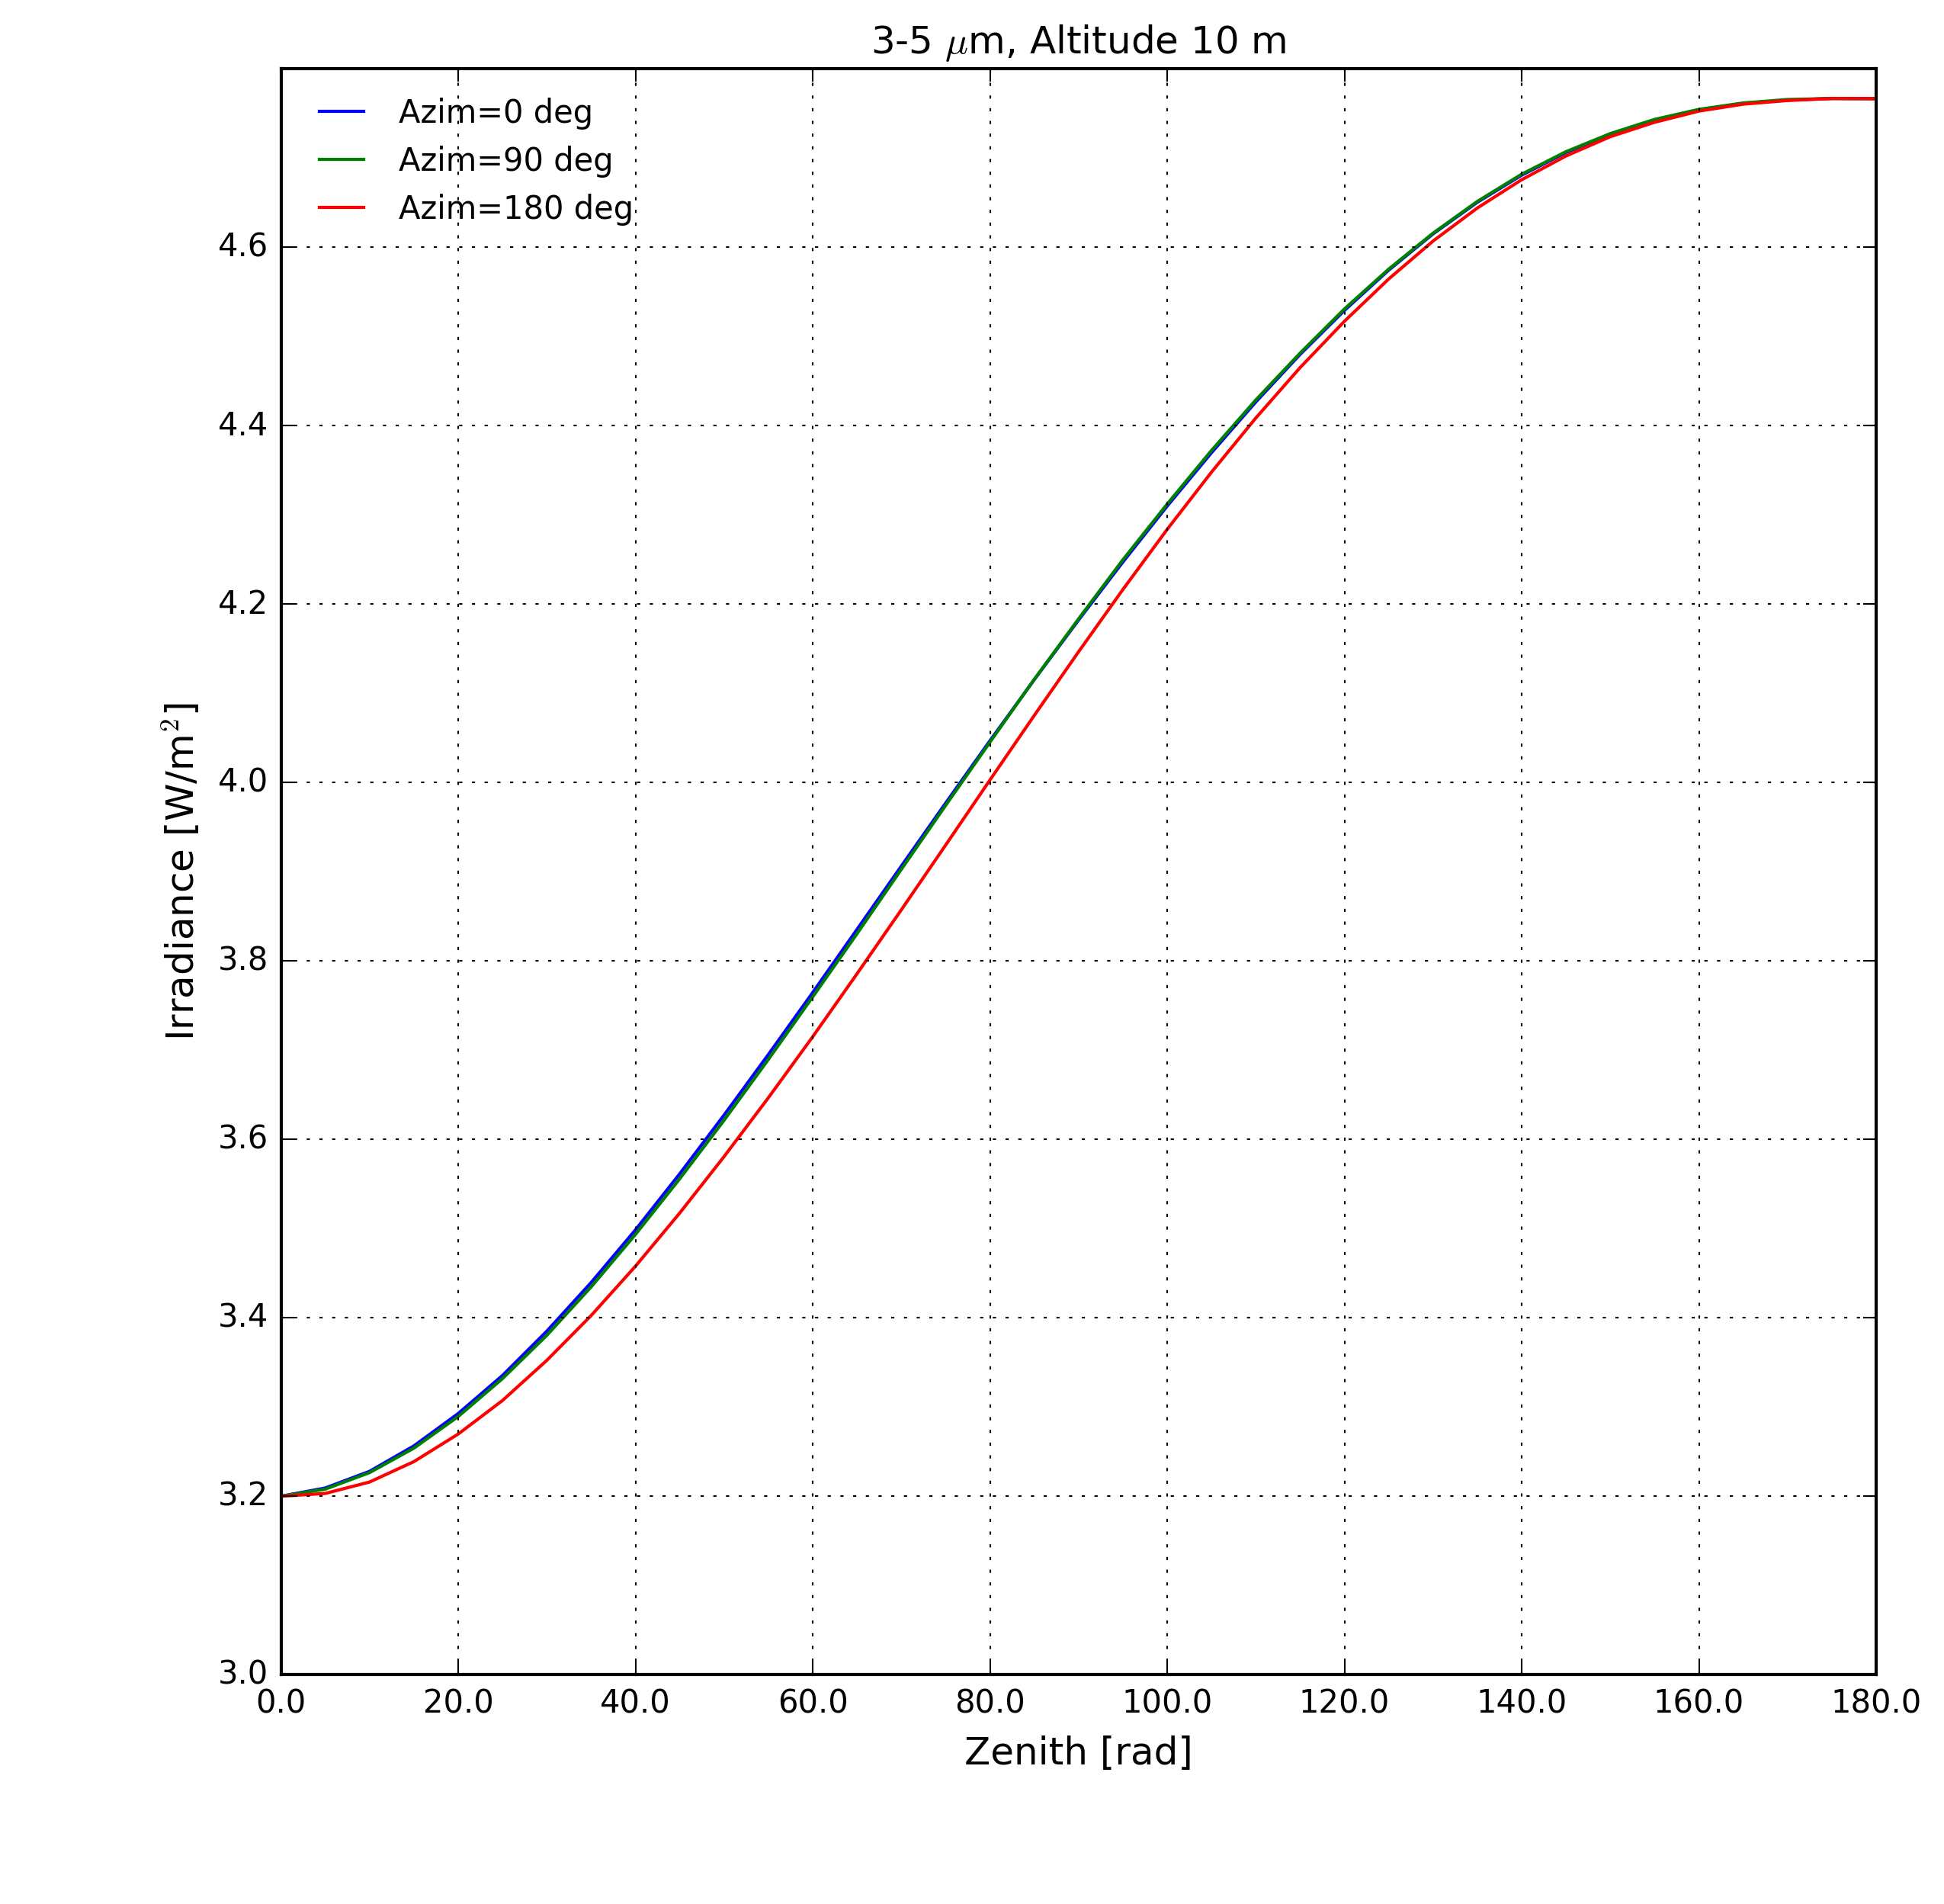 3-5 μm, Altitude 10 m
Azim=0 deg
Azim=90 deg
Azim=180 deg
Irradiance [W/m²]
4.6
4.4
4.2
4.0
3.8
3.6
3.4
3.2
3.0
0.0 20.0 40.0 60.0 80.0 100.0 120.0 140.0 160.0 180.0
Zenith [rad]